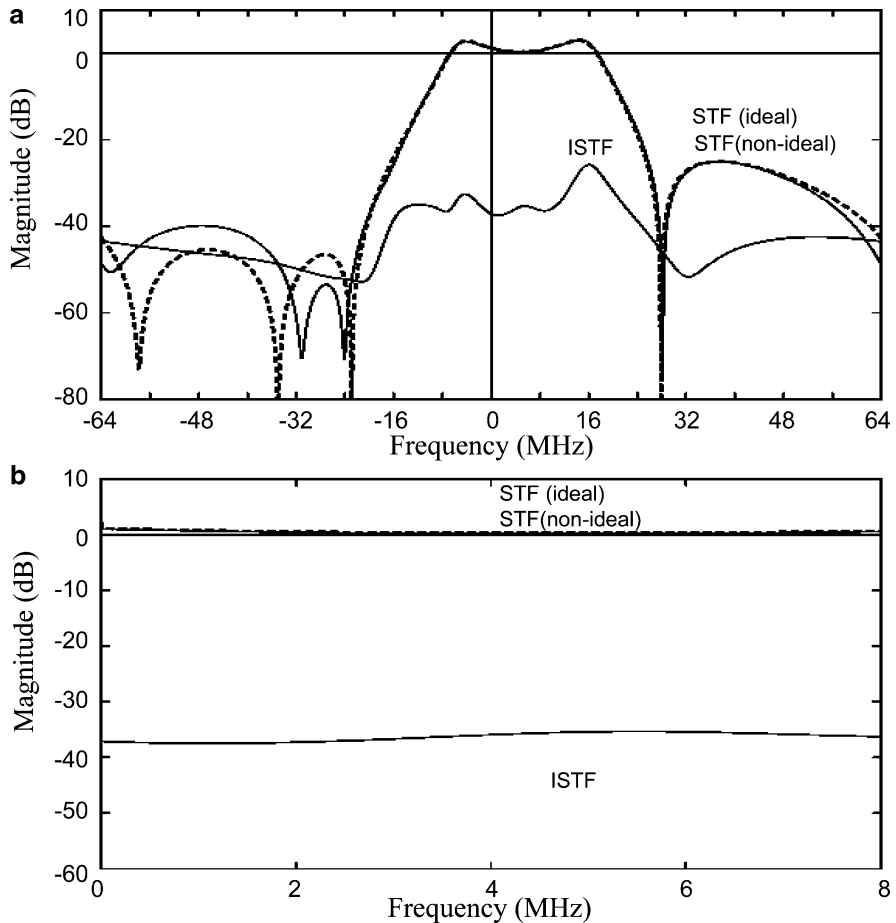 a
10
0
-20
-40
-60
-80
Magnitude (dB)
STF (ideal)
STF(non-ideal)
ISTF
-64 -48 -32 -16 0 16 32 48 64
Frequency (MHz)
b
10
0
-10
-20
-30
-40
-50
-60
Magnitude (dB)
STF (ideal)
STF(non-ideal)
ISTF
0 2 4 6 8
Frequency (MHz)